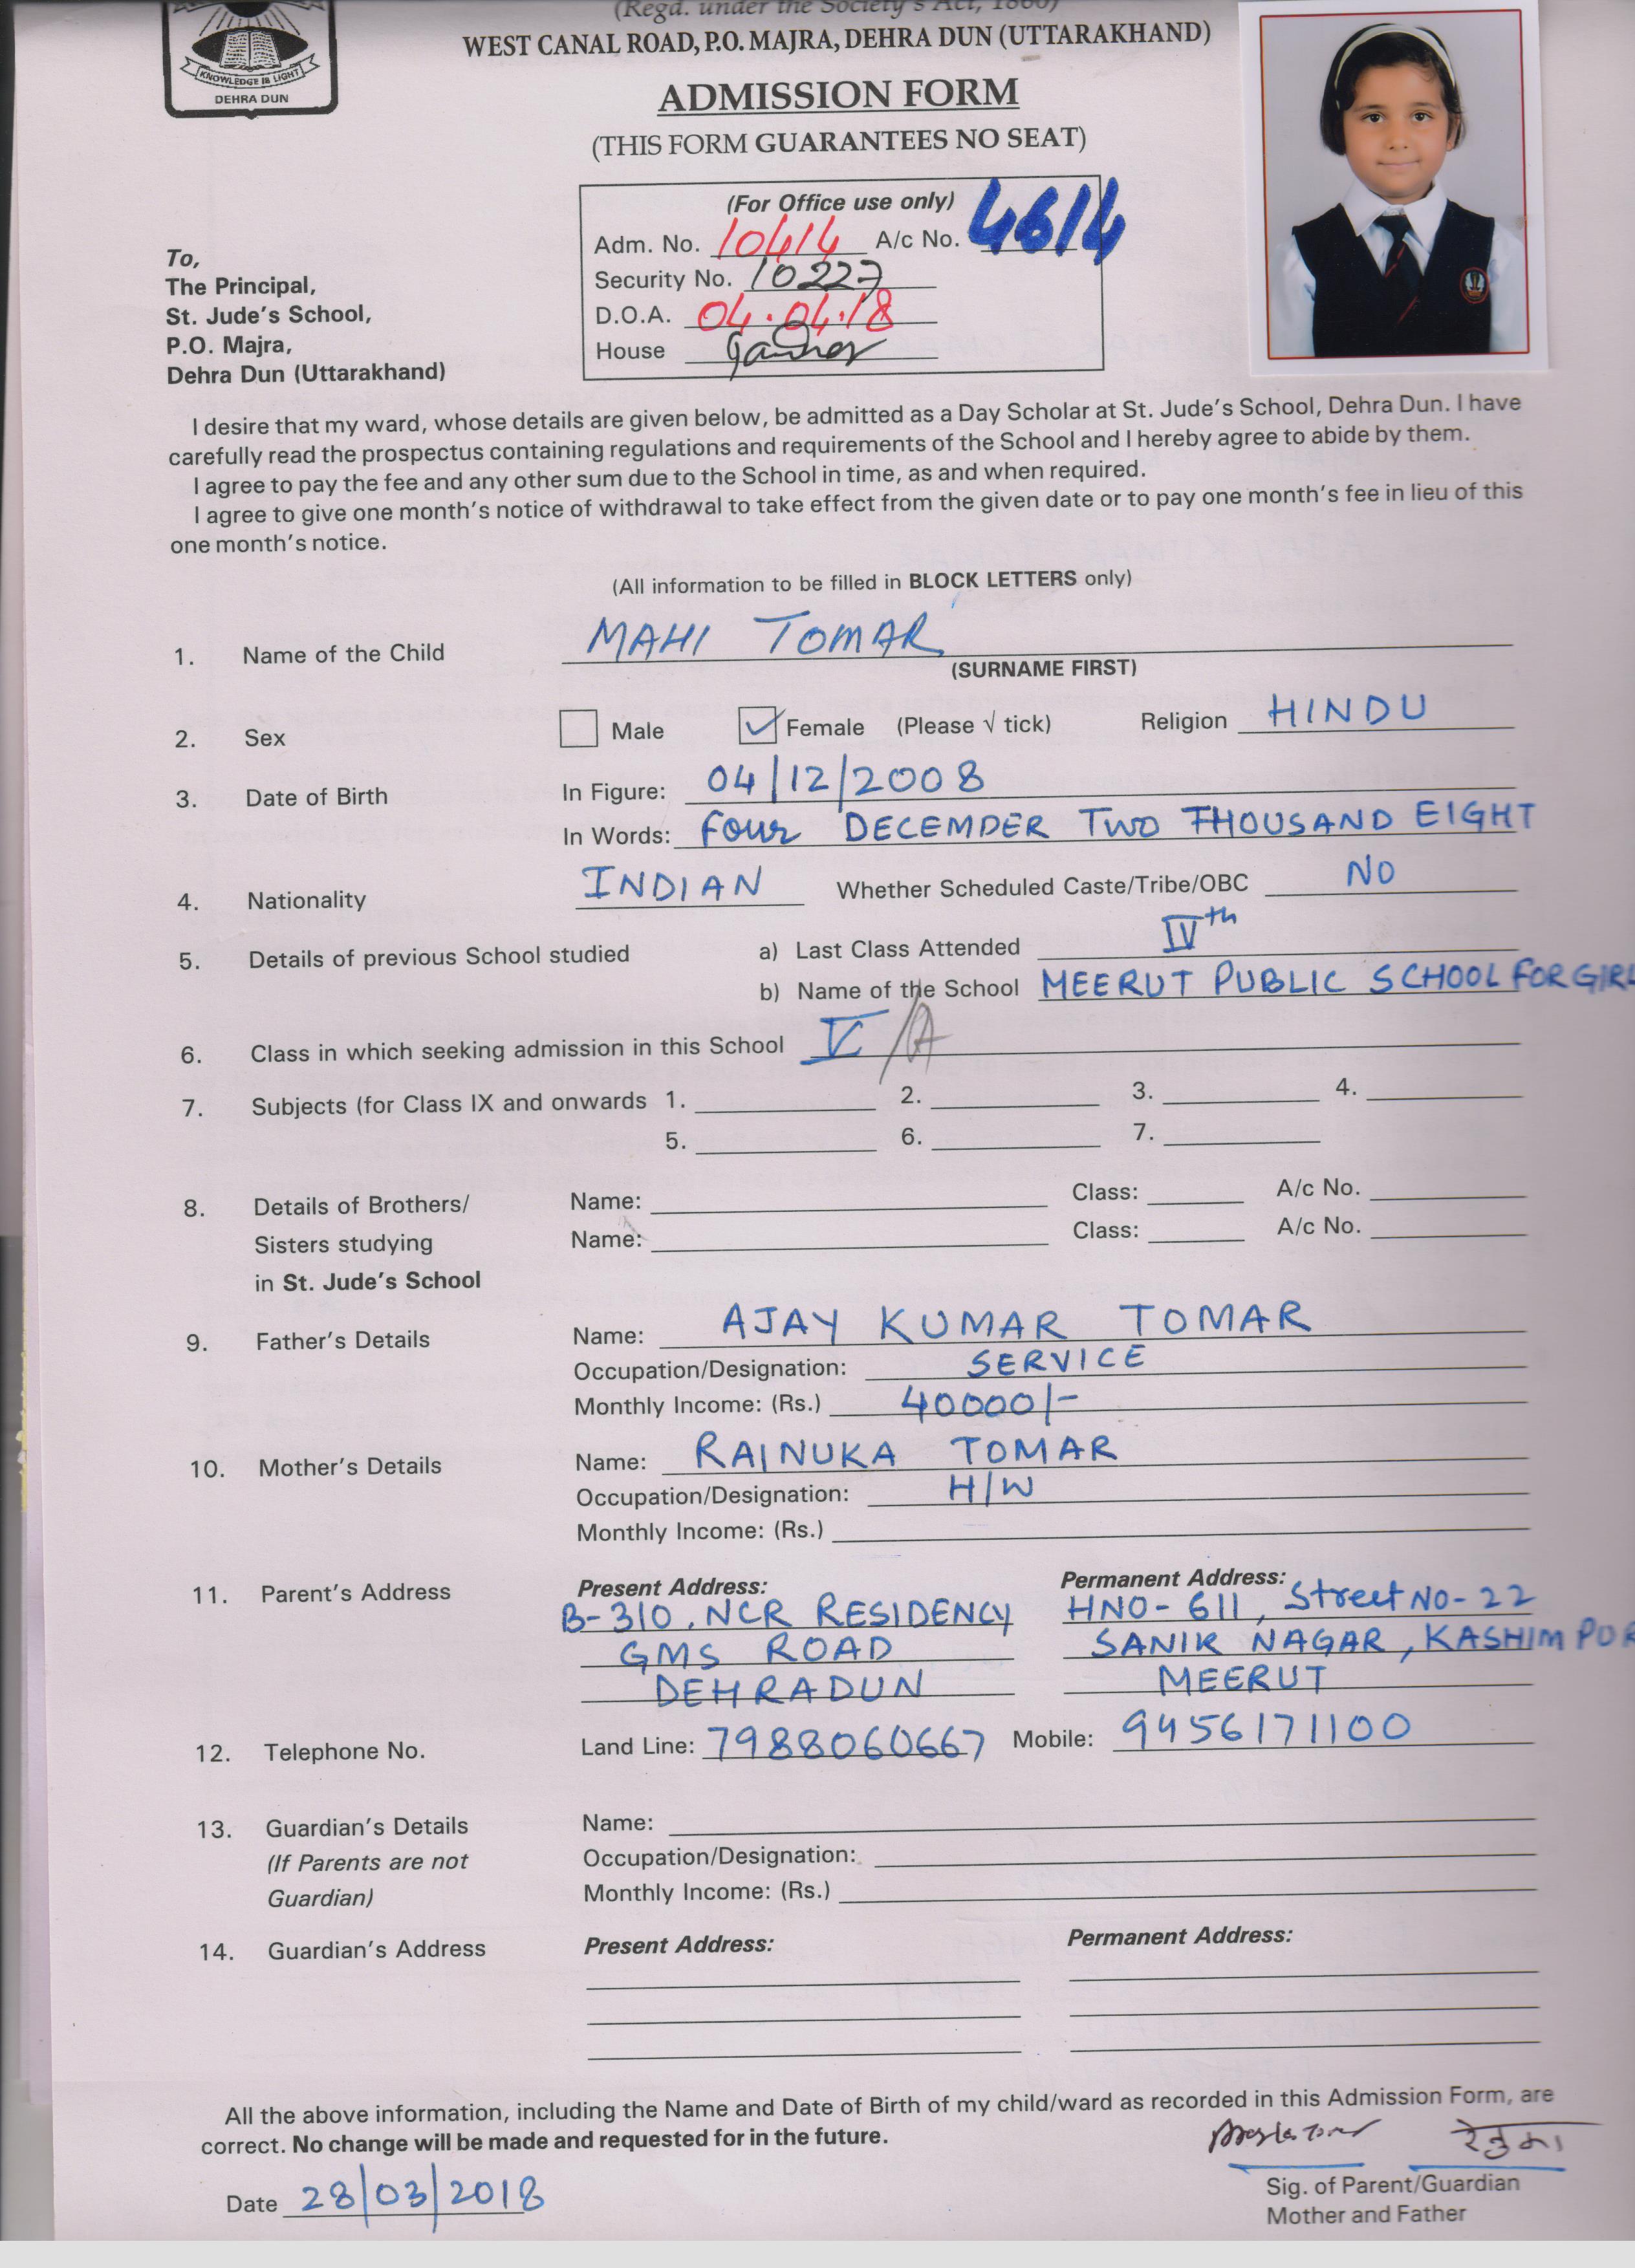 (Regd. under the Society's Act, 1860)
WEST CANAL ROAD, P.O. MAJRA, DEHRA DUN (UTTARAKHAND)
KNOWLEDGE IS LIGHT
DEHRA DUN
ADMISSION FORM
(THIS FORM GUARANTEES NO SEAT)
(For Office use only)
Adm. No. 10414 A/c No. 4614
Security No. 10227
D.O.A. 04.04.18
House
To,
The Principal,
St. Jude's School,
P.O. Majra,
Dehra Dun (Uttarakhand)
I desire that my ward, whose details are given below, be admitted as a Day Scholar at St. Jude's School, Dehra Dun. I have
carefully read the prospectus containing regulations and requirements of the School and I hereby agree to abide by them.
I agree to pay the fee and any other sum due to the School in time, as and when required.
I agree to give one month's notice of withdrawal to take effect from the given date or to pay one month's fee in lieu of this
one month's notice.
(All information to be filled in BLOCK LETTERS only)
1. Name of the Child MAHI TOMAR
(SURNAME FIRST)
2. Sex Male Female (Please √ tick) Religion HINDU
3. Date of Birth In Figure: 04/12/2008
In Words: Four DECEMDER TWO THOUSAND EIGHT
4. Nationality INDIAN Whether Scheduled Caste/Tribe/OBC NO
5. Details of previous School studied a) Last Class Attended IVth
b) Name of the School MEERUT PUBLIC SCHOOL FOR GIRL
6. Class in which seeking admission in this School V/A
7. Subjects (for Class IX and onwards 1. 2. 3. 4.
5. 6. 7.
8. Details of Brothers/ Name: Class: A/c No.
Sisters studying Name: Class: A/c No.
in St. Jude's School
9. Father's Details Name: AJAY KUMAR TOMAR
Occupation/Designation: SERVICE
Monthly Income: (Rs.) 40000/-
10. Mother's Details Name: RAINUKA TOMAR
Occupation/Designation: H/W
Monthly Income: (Rs.)
11. Parent's Address Present Address: Permanent Address:
B-310, NCR RESIDENCY HNO- 611, Street NO- 22
GMS ROAD SANIK NAGAR, KASHIMPOR
DEHRADUN MEERUT
12. Telephone No. Land Line: 7988060667 Mobile: 9456171100
13. Guardian's Details Name:
(If Parents are not Occupation/Designation:
Guardian) Monthly Income: (Rs.)
14. Guardian's Address Present Address: Permanent Address:
All the above information, including the Name and Date of Birth of my child/ward as recorded in this Admission Form, are
correct. No change will be made and requested for in the future.
Date 28/03/2018
Sig. of Parent/Guardian
Mother and Father